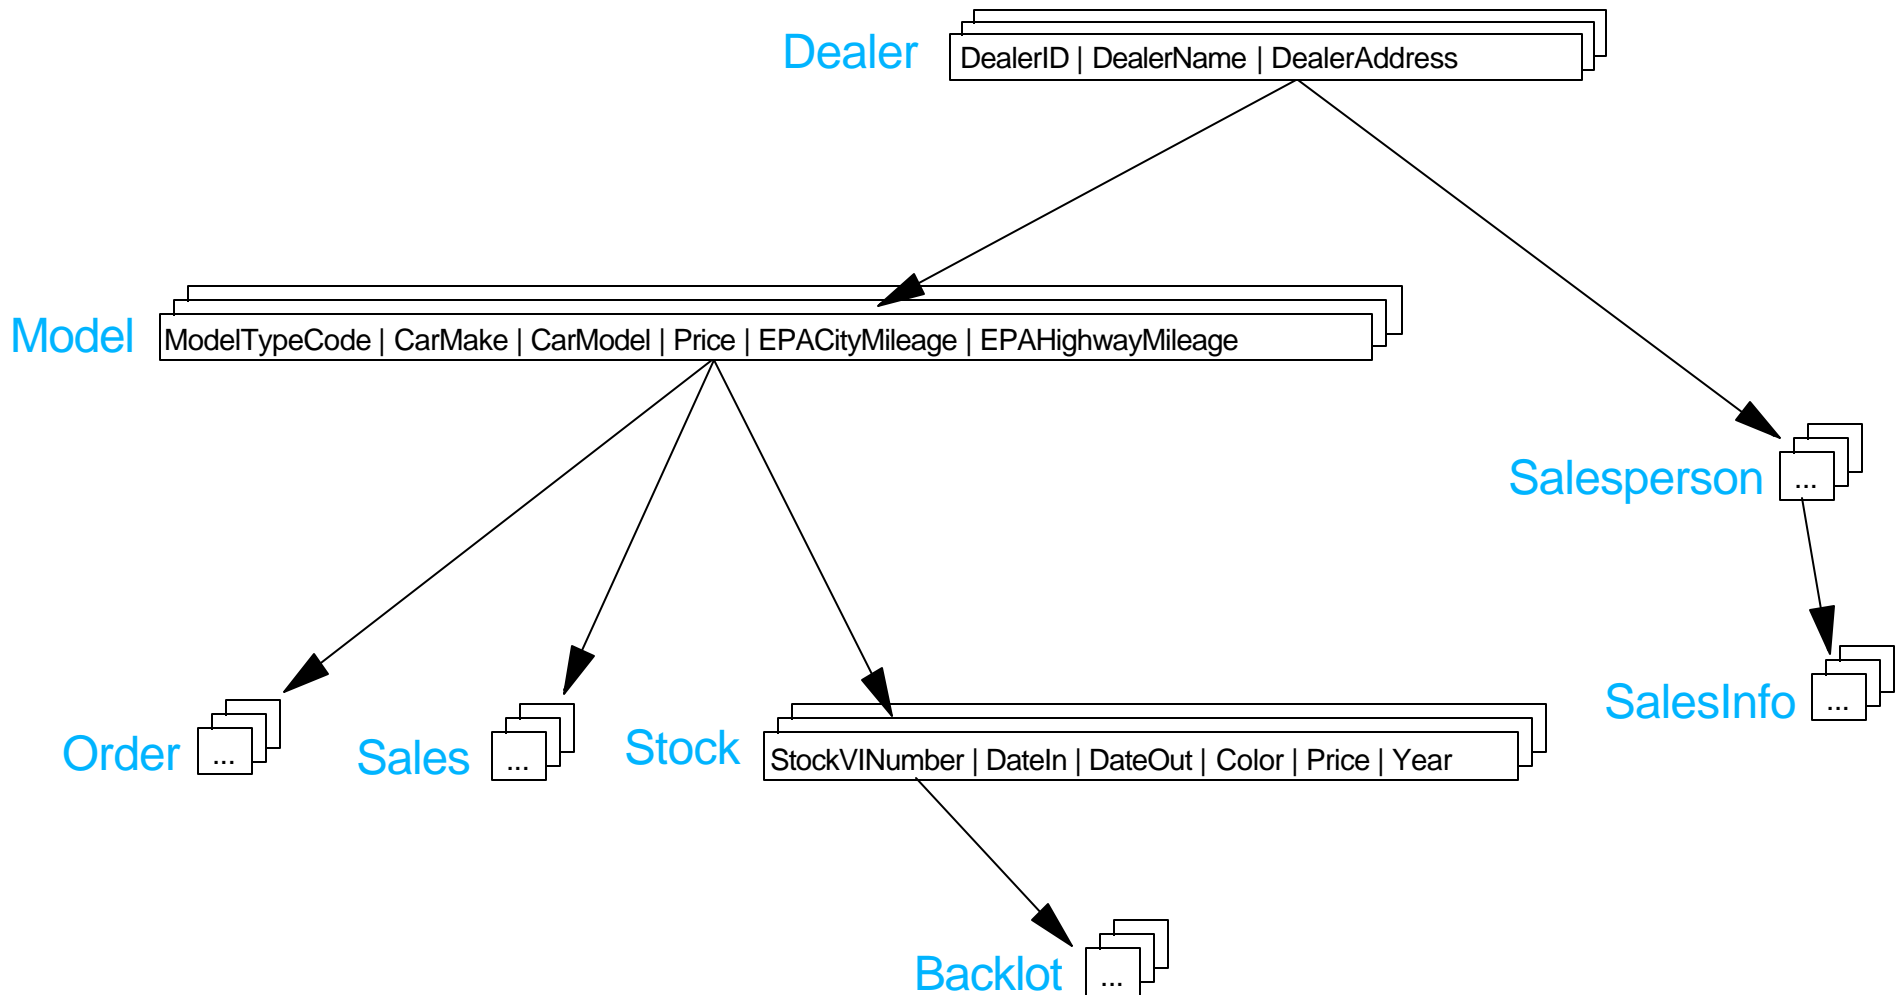 Dealer
DealerID | DealerName | DealerAddress
Model
ModelTypeCode | CarMake | CarModel | Price | EPACityMileage | EPAHighwayMileage
Salesperson
...
SalesInfo
...
Order
...
Sales
...
Stock
StockVINumber | DateIn | DateOut | Color | Price | Year
Backlot
...